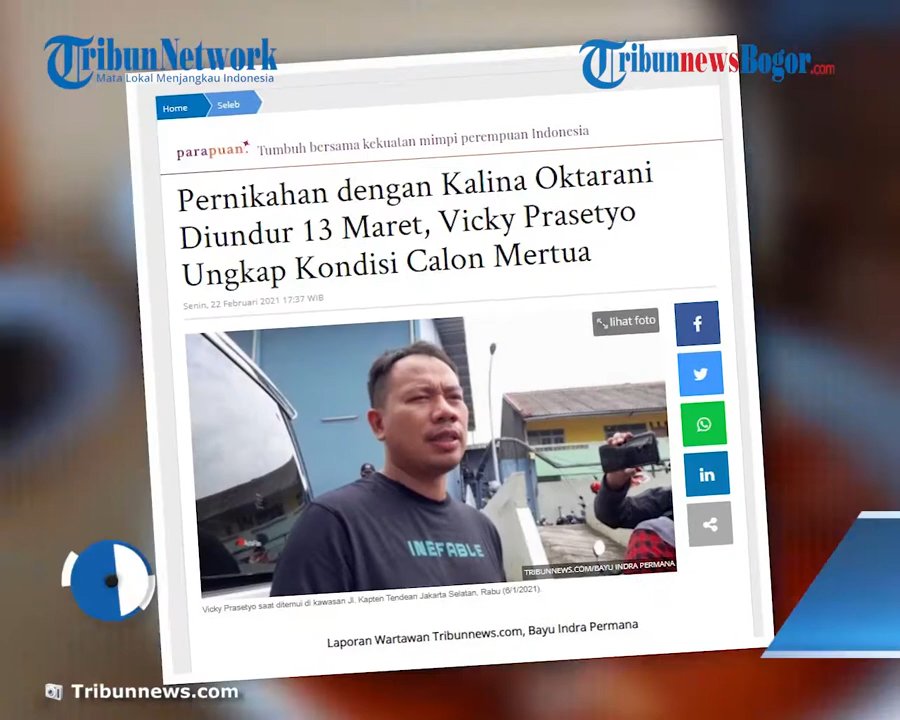 TribunNetwork
Mata Lokal Menjangkau Indonesia
TribunnewsBogor.com
Home
Seleb
parapuan.
Tumbuh bersama kekuatan mimpi perempuan Indonesia
Pernikahan dengan Kalina Oktarani
Diundur 13 Maret, Vicky Prasetyo
Ungkap Kondisi Calon Mertua
Senin, 22 Februari 2021 17:37 WIB
lihat foto
INEFABLE
TRIBUNNEWS.COM/BAYU INDRA PERMANA
Vicky Prasetyo saat ditemui di kawasan Jl. Kapten Tendean Jakarta Selatan, Rabu (6/1/2021).
Laporan Wartawan Tribunnews.com, Bayu Indra Permana
Tribunnews.com